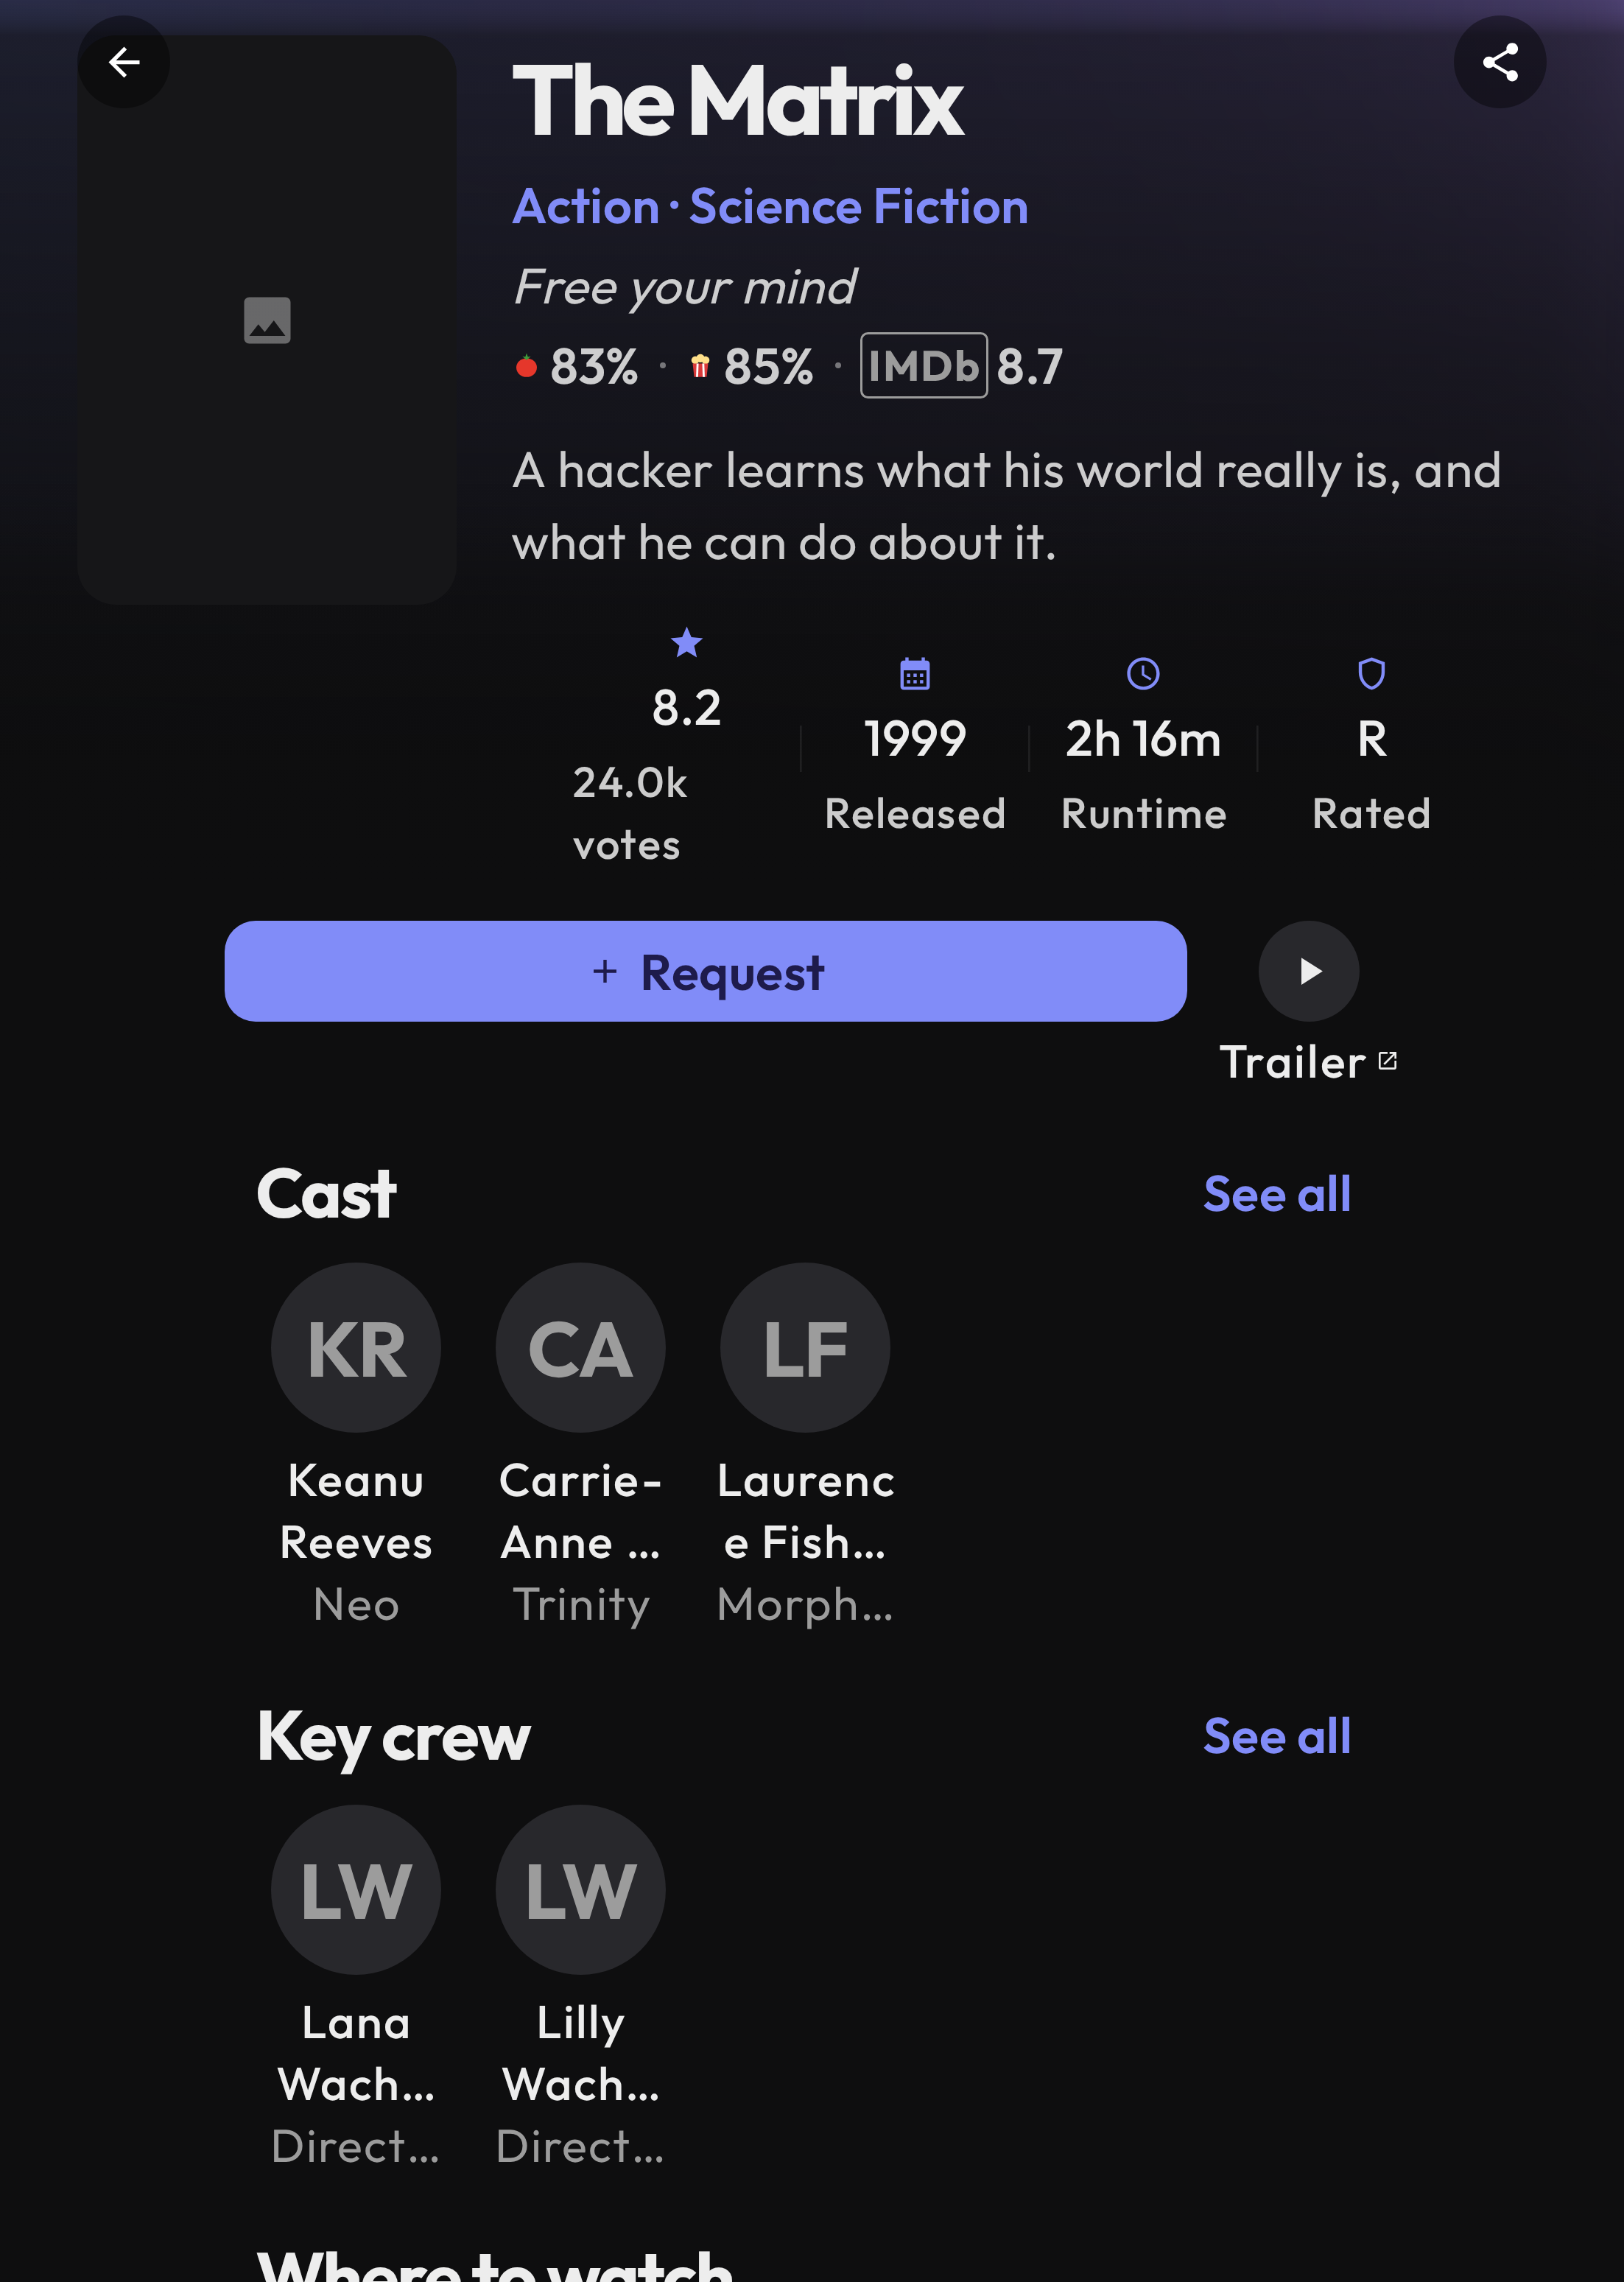 The Matrix
Action · Science Fiction
Free your mind
83% · 85% · IMDb 8.7
A hacker learns what his world really is, and
what he can do about it.
8.2
24.0k
votes
1999
Released
2h 16m
Runtime
R
Rated
+ Request
Trailer
Cast
See all
KR
CA
LF
Keanu
Reeves
Neo
Carrie-
Anne ...
Trinity
Laurenc
e Fish...
Morph...
Key crew
See all
LW
LW
Lana
Wach...
Direct...
Lilly
Wach...
Direct...
Where to watch